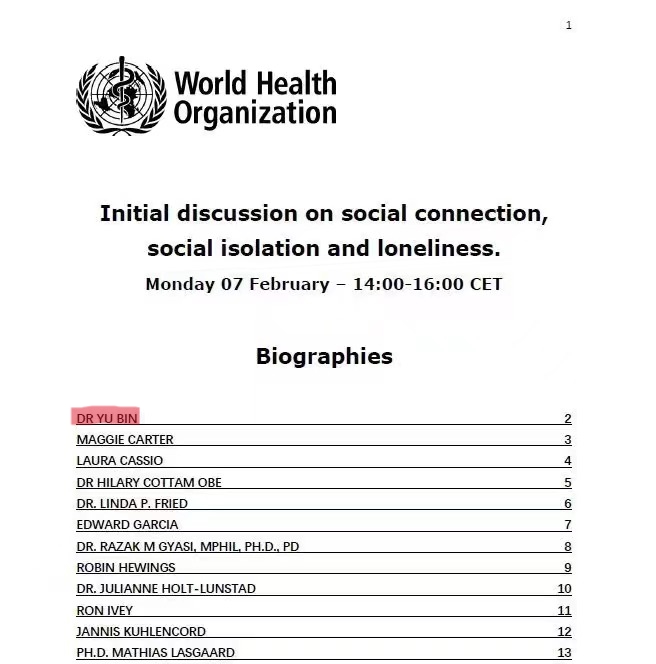 1
World Health
Organization
Initial discussion on social connection,
social isolation and loneliness.
Monday 07 February – 14:00-16:00 CET
Biographies
DR YU BIN 2
MAGGIE CARTER 3
LAURA CASSIO 4
DR HILARY COTTAM OBE 5
DR. LINDA P. FRIED 6
EDWARD GARCIA 7
DR. RAZAK M GYASI, MPHIL, PH.D., PD 8
ROBIN HEWINGS 9
DR. JULIANNE HOLT-LUNSTAD 10
RON IVEY 11
JANNIS KUHLENCORD 12
PH.D. MATHIAS LASGAARD 13